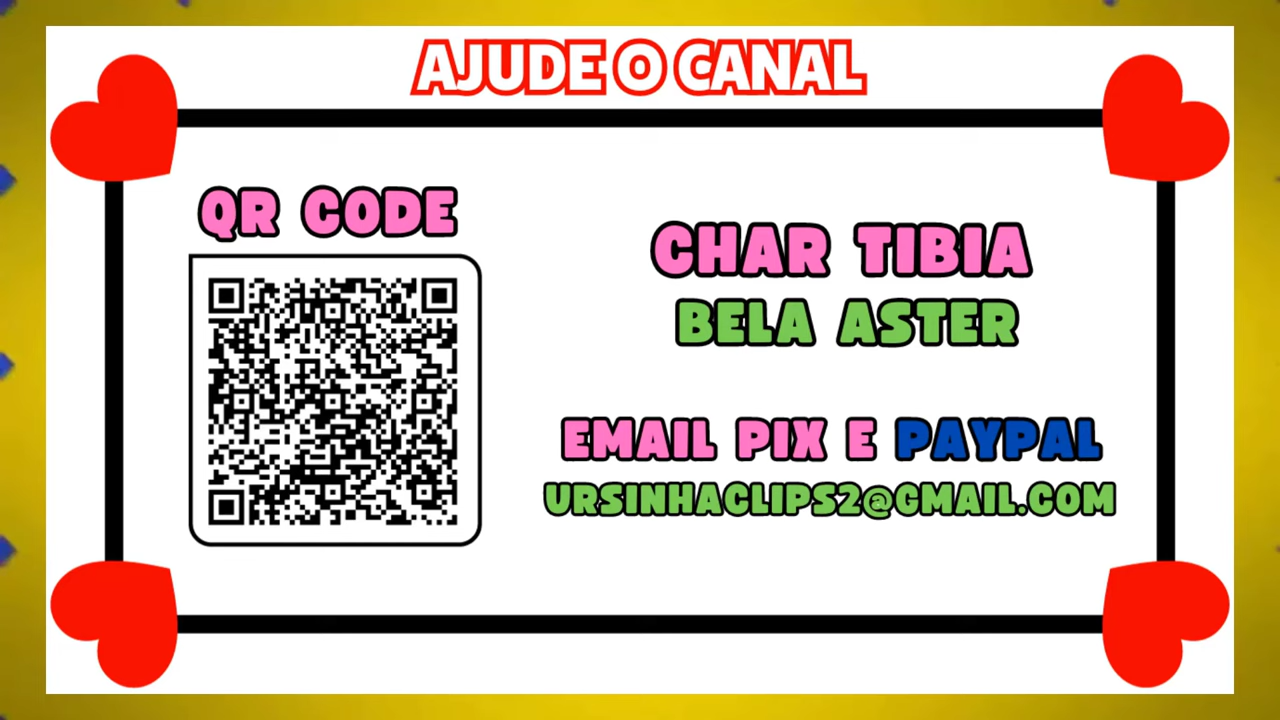 AJUDE O CANAL
QR CODE
CHAR TIBIA
BELA ASTER
EMAIL PIX E PAYPAL
URSINHACLIPS2@GMAIL.COM